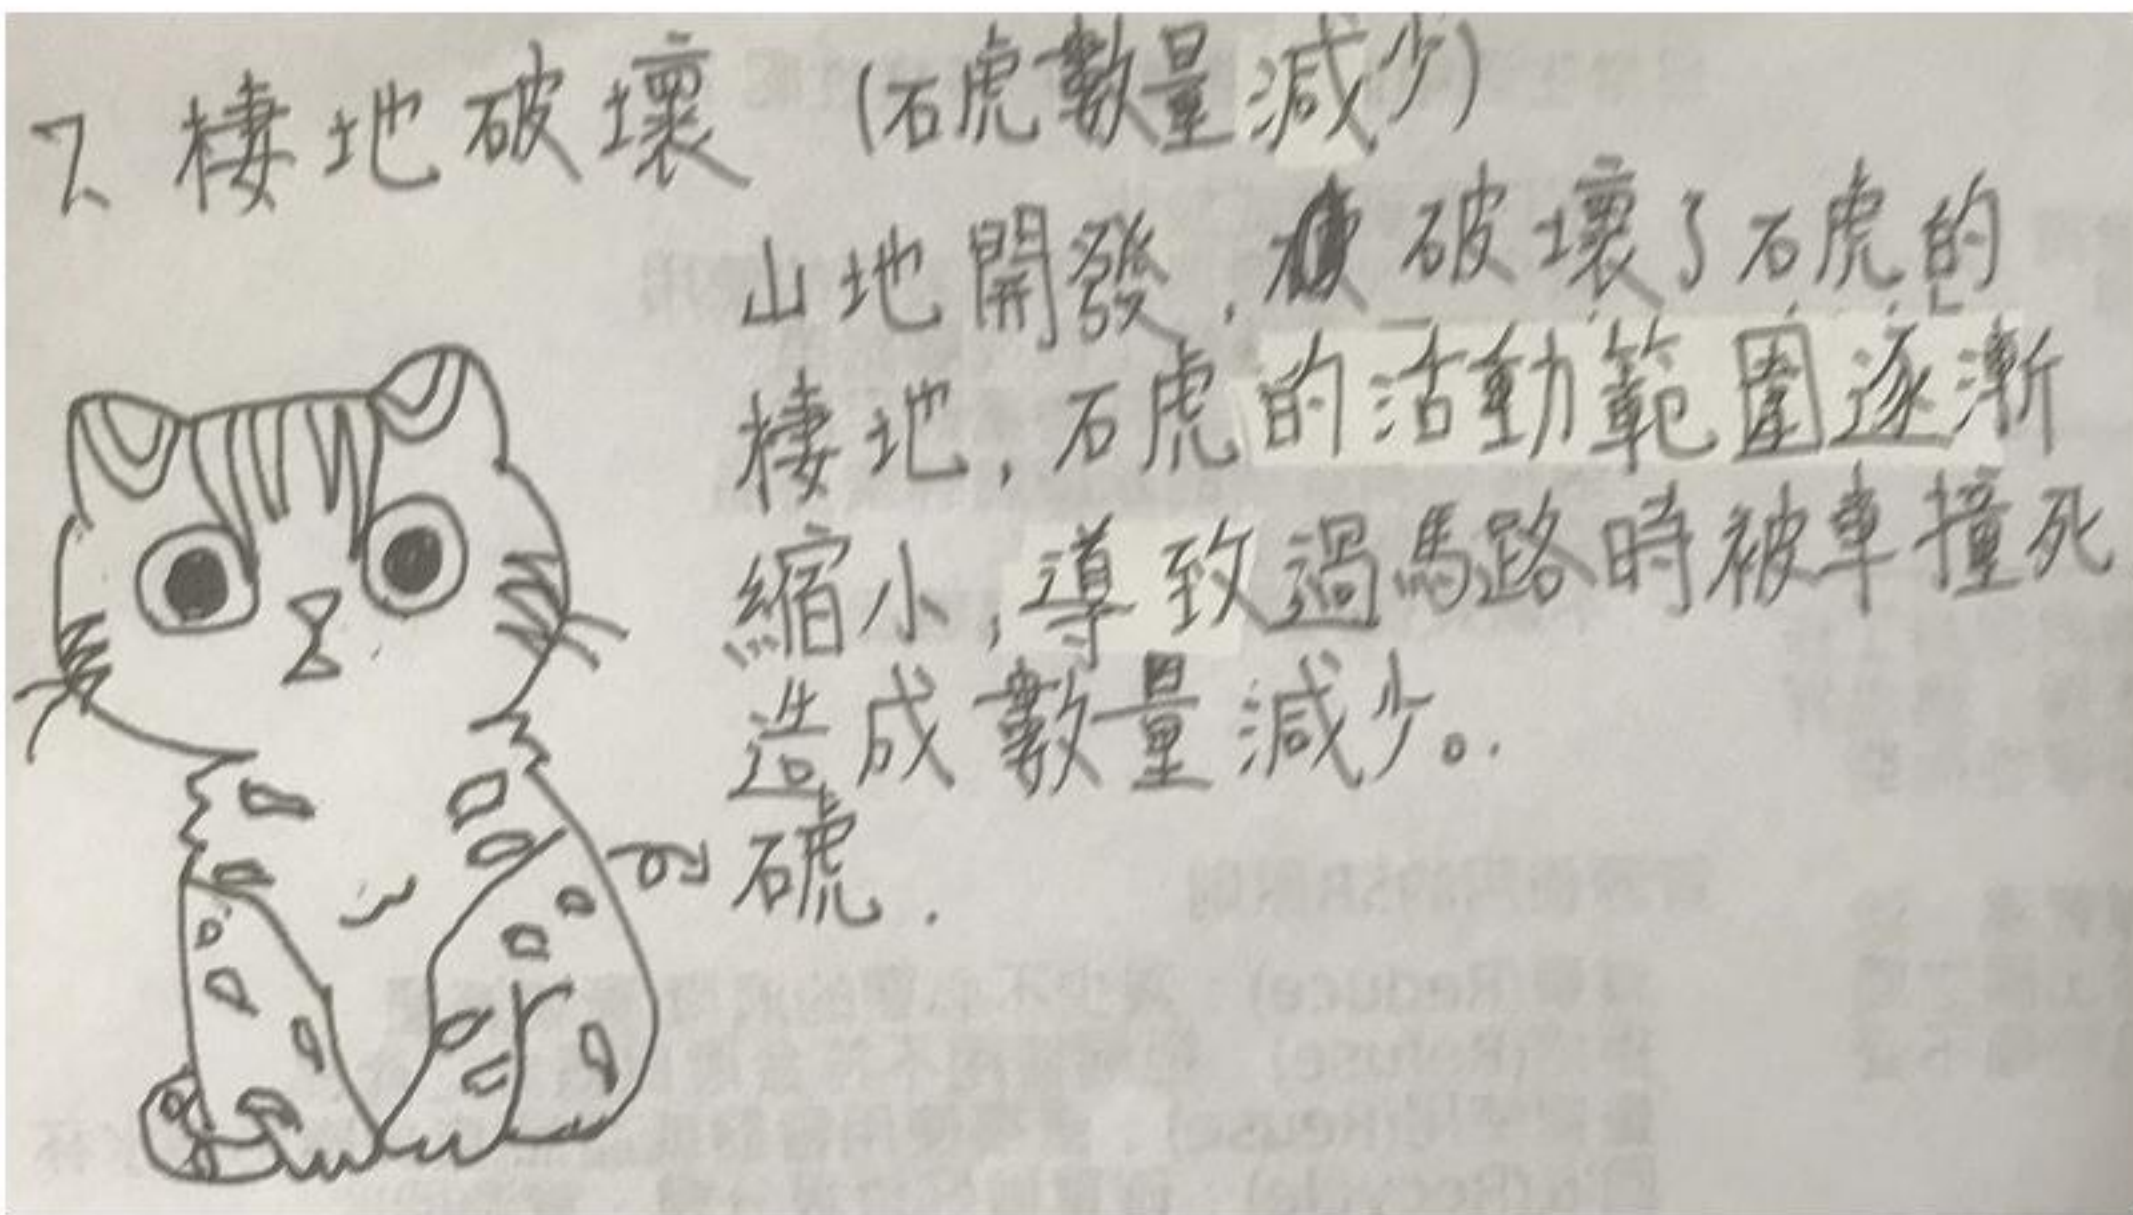 7、棲地破壞 (石虎數量減少)
山地開發，破壞了石虎的
棲地，石虎的活動範圍逐漸
縮小，導致過馬路時被車撞死
造成數量減少。
石虎.